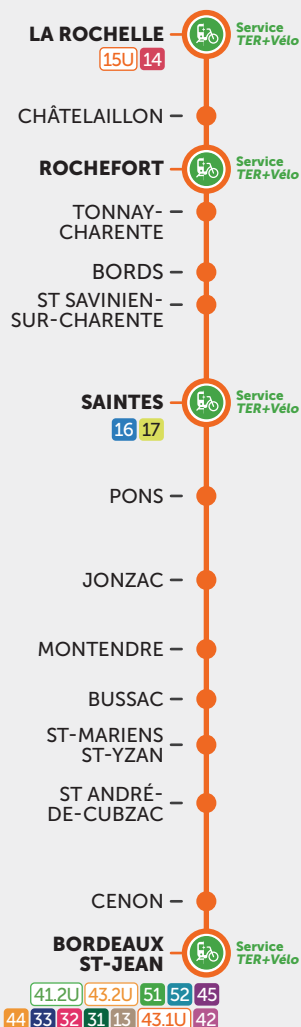 LA ROCHELLE
Service
TER+Vélo
15U 14
CHÂTELAILLON
ROCHEFORT
Service
TER+Vélo
TONNAY-
CHARENTE
BORDS
ST SAVINIEN-
SUR-CHARENTE
SAINTES
Service
TER+Vélo
16 17
PONS
JONZAC
MONTENDRE
BUSSAC
ST-MARIENS
ST-YZAN
ST ANDRÉ-
DE-CUBZAC
CENON
BORDEAUX
ST-JEAN
Service
TER+Vélo
41.2U 43.2U 51 52 45
44 33 32 31 13 43.1U 42